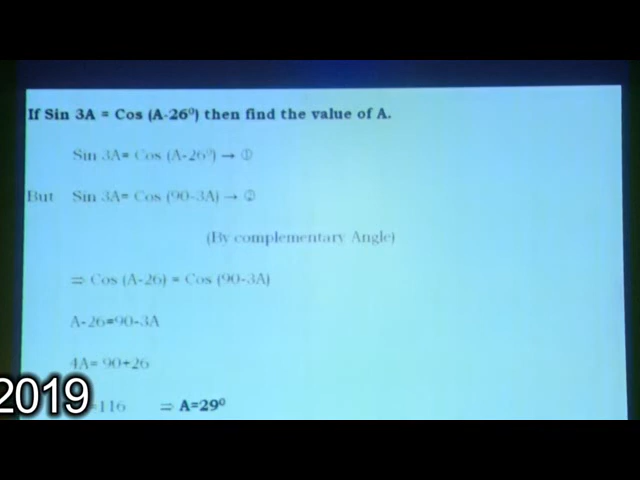 If Sin 3A = Cos (A-26⁰) then find the value of A.
Sin 3A= Cos (A-26⁰) → ①
But Sin 3A= Cos (90-3A) → ②
(By complementary Angle)
⇒ Cos (A-26) = Cos (90-3A)
A-26=90-3A
4A= 90+26
=116 ⇒ A=29⁰
2019